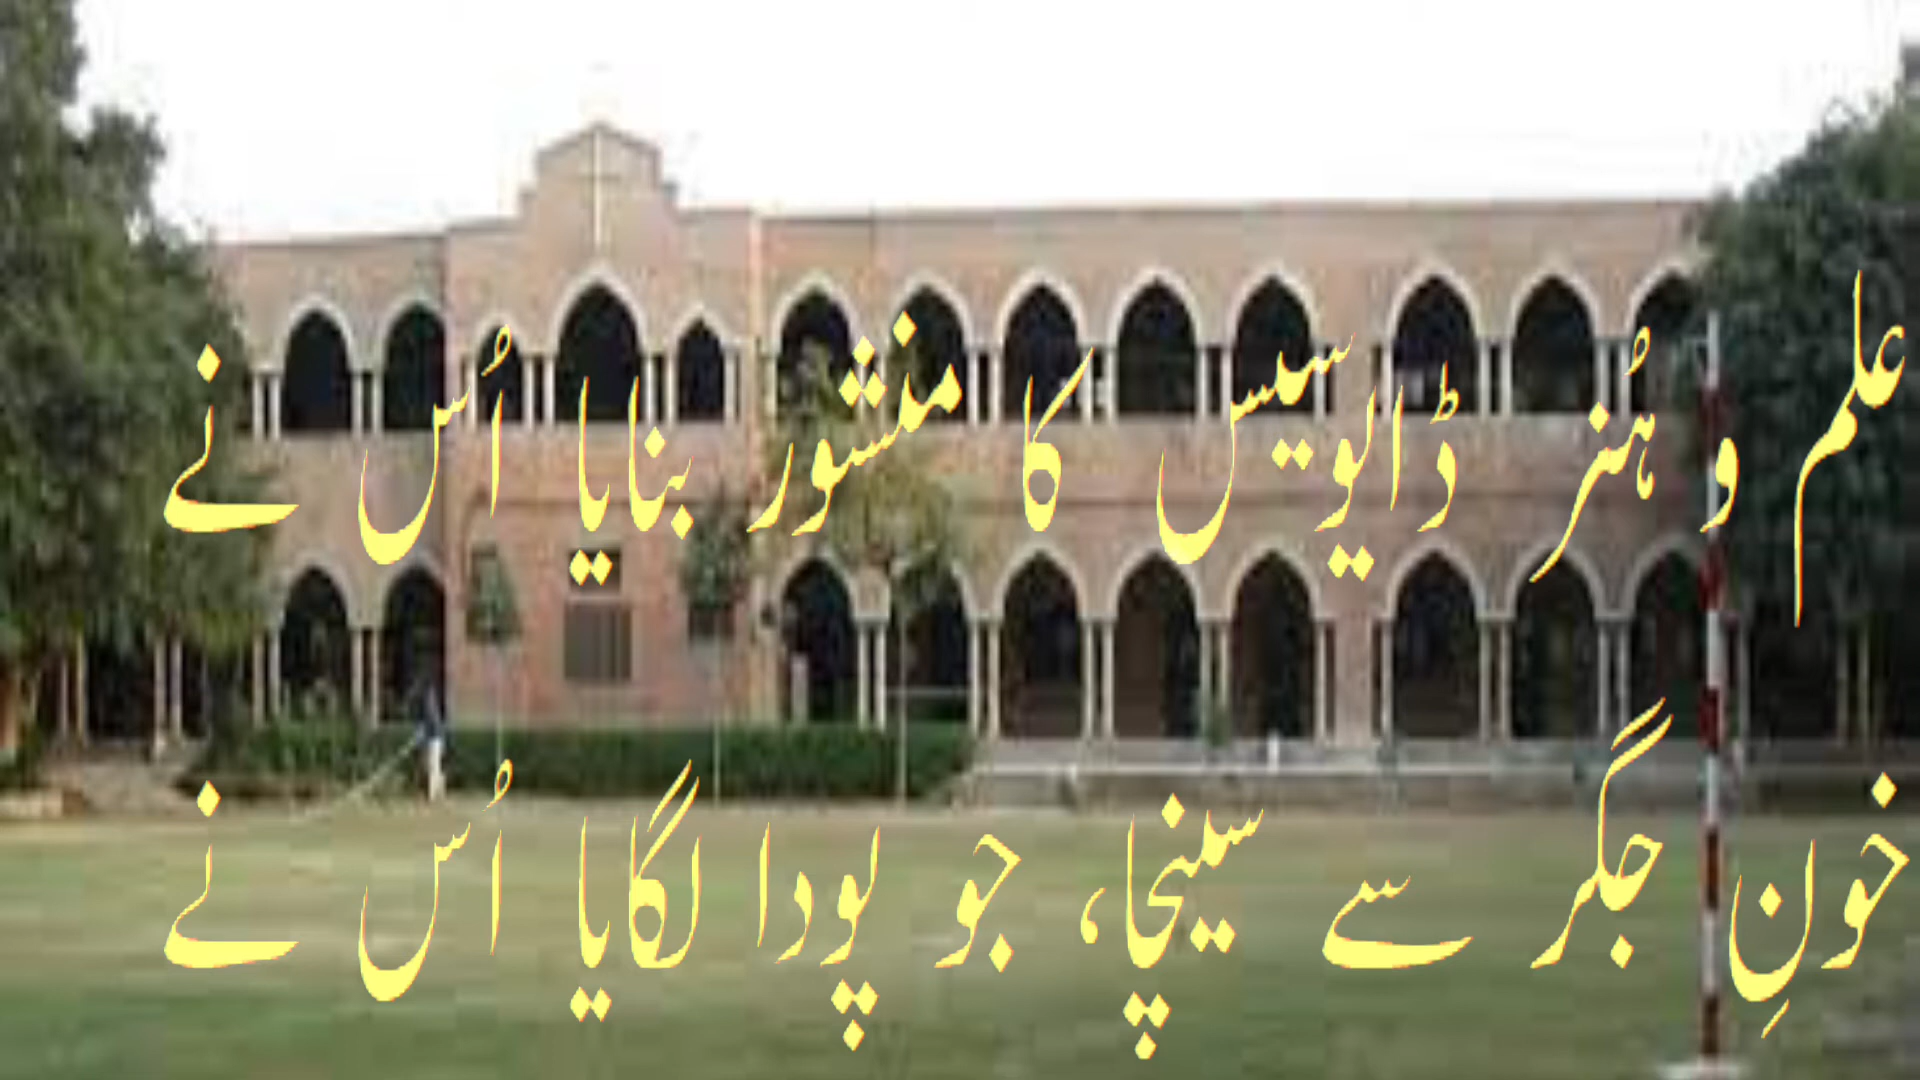 علم و ہُنر ڈایوسیس کا منشور بنایا اُس نے
خونِ جگر سے سینچا، جو پودا لگایا اُس نے